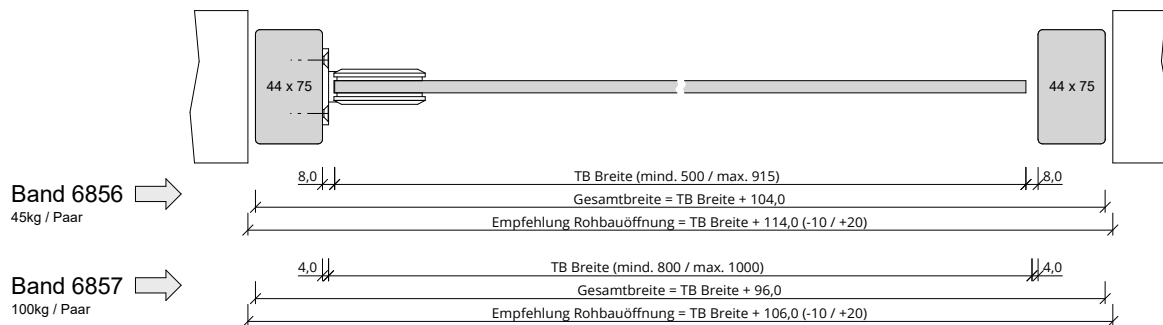 44 x 75
44 x 75
Band 6856
45kg / Paar
8,0
TB Breite (mind. 500 / max. 915)
8,0
Gesamtbreite = TB Breite + 104,0
Empfehlung Rohbauöffnung = TB Breite + 114,0 (-10 / +20)
Band 6857
100kg / Paar
4,0
TB Breite (mind. 800 / max. 1000)
4,0
Gesamtbreite = TB Breite + 96,0
Empfehlung Rohbauöffnung = TB Breite + 106,0 (-10 / +20)